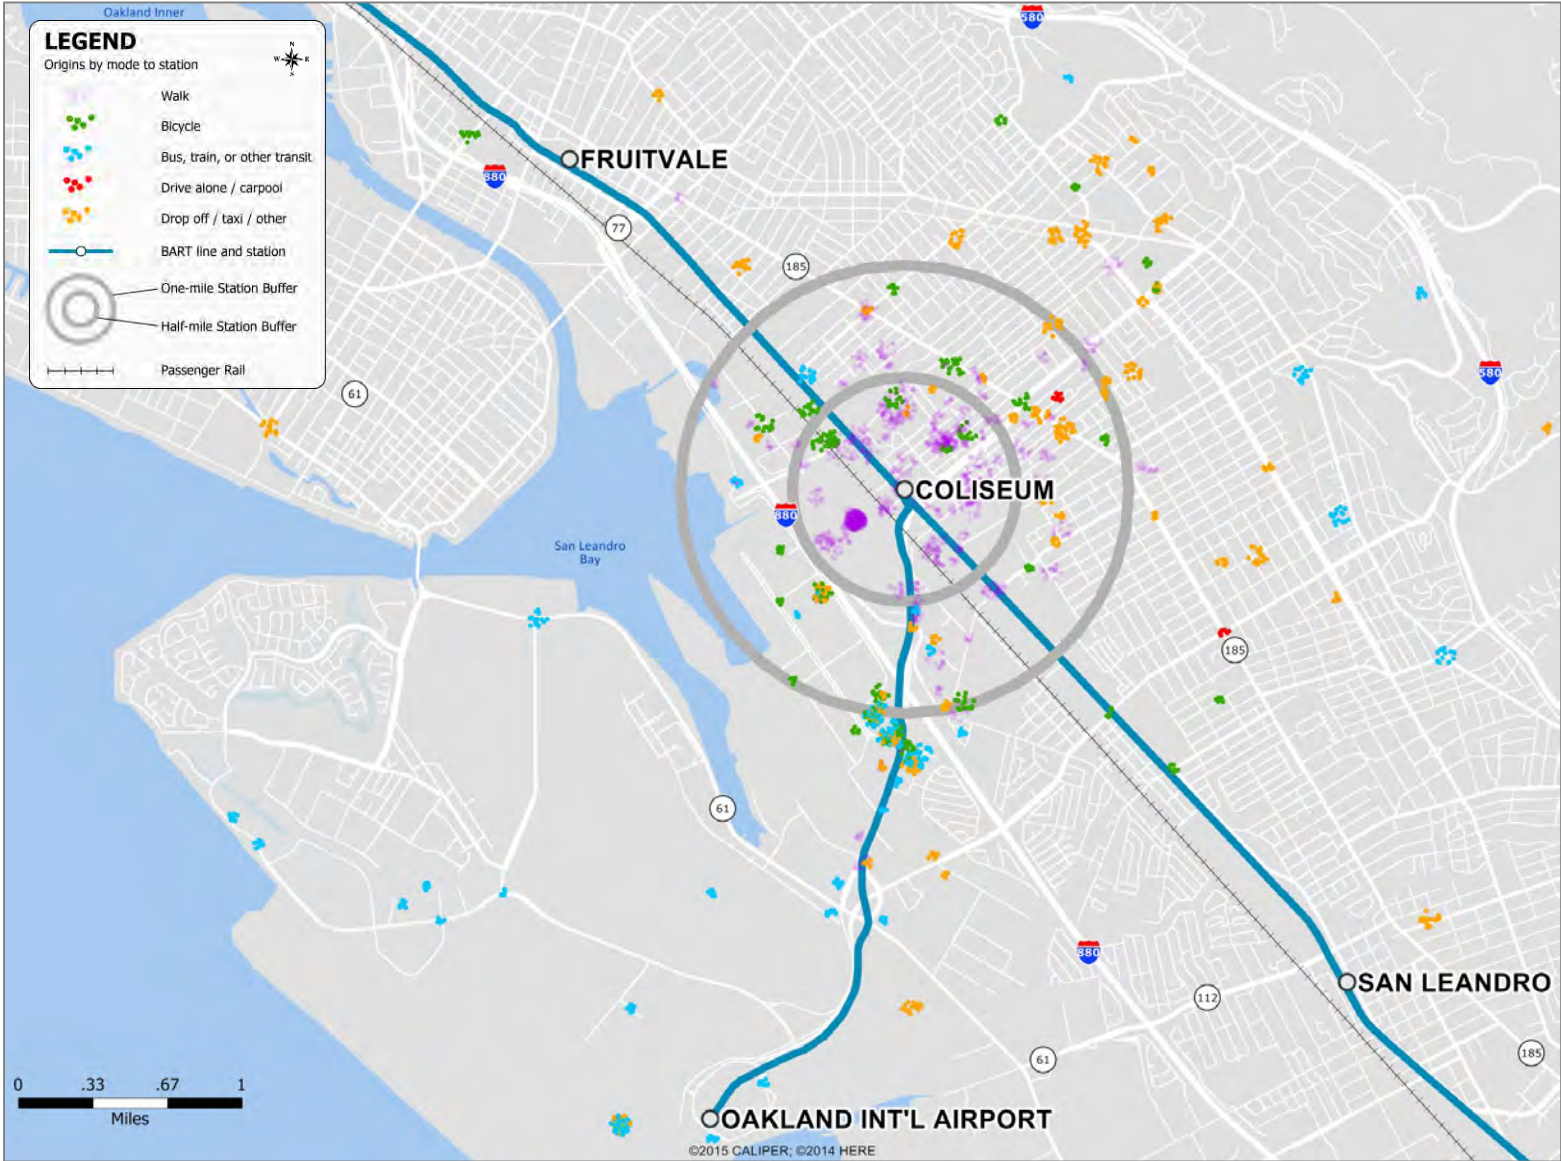 Oakland Inner
LEGEND
Origins by mode to station
N
W E
S
Walk
Bicycle
Bus, train, or other transit
Drive alone / carpool
Drop off / taxi / other
BART line and station
One-mile Station Buffer
Half-mile Station Buffer
Passenger Rail
580
FRUITVALE
880
77
185
61
580
COLISEUM
880
San Leandro
Bay
185
61
880
SAN LEANDRO
112
185
61
0 .33 .67 1
Miles
OAKLAND INT'L AIRPORT
©2015 CALIPER; ©2014 HERE